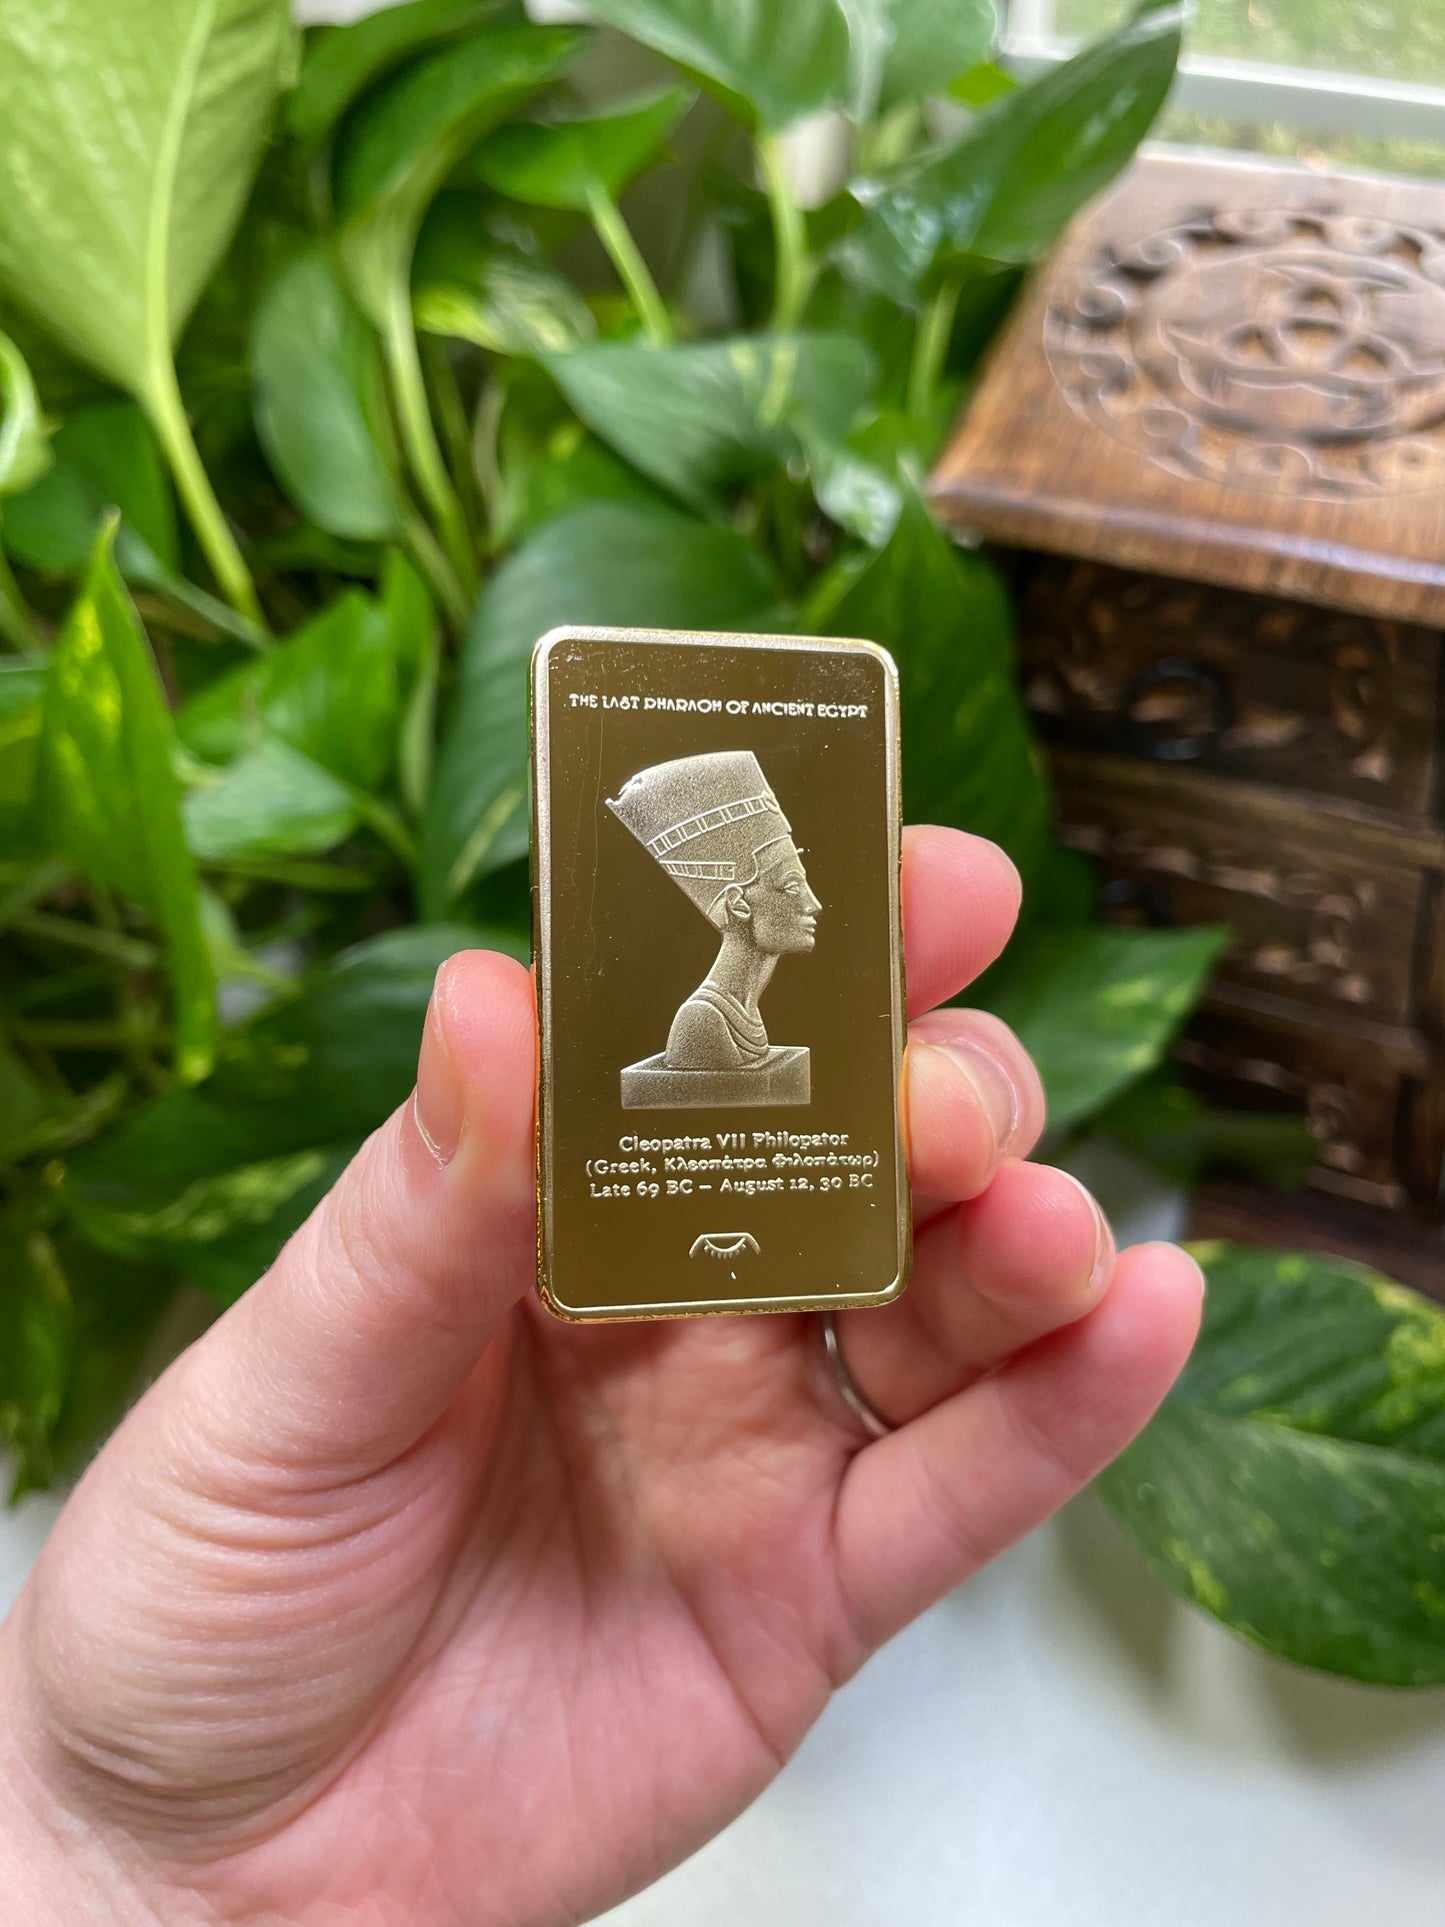 THE LAST PHARAOH OF ANCIENT EGYPT
Cleopatra VII Philopator
(Greek, Κλεοπάτρα Φιλοπάτωρ)
Late 69 BC – August 12, 30 BC